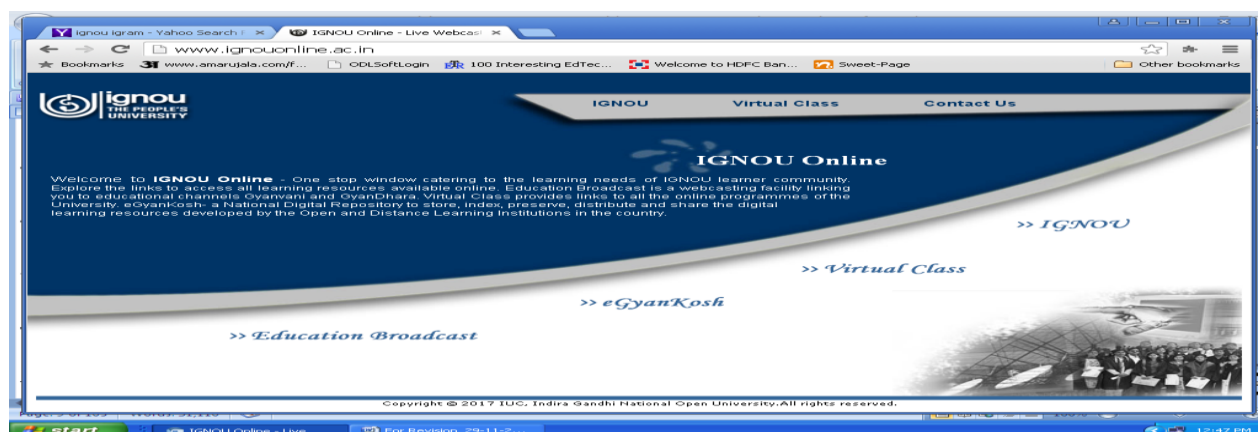 ignou igram - Yahoo Search
IGNOU Online - Live Webcas
www.ignouonline.ac.in
Bookmarks
www.amarujala.com/f...
ODLSoftLogin
100 Interesting EdTec...
Welcome to HDFC Ban...
Sweet-Page
Other bookmarks
ignou
THE PEOPLE'S
UNIVERSITY
IGNOU Virtual Class Contact Us
IGNOU Online
Welcome to IGNOU Online - One stop window catering to the learning needs of IGNOU learner community.
Explore the links to access all learning resources available online. Education Broadcast is a webcasting facility linking
you to educational channels Gyanvani and GyanDhara. Virtual Class provides links to all the online programmes of the
University. eGyanKosh- a National Digital Repository to store, index, preserve, distribute and share the digital
learning resources developed by the Open and Distance Learning Institutions in the country.
>> IGNOU
>> Virtual Class
>> eGyanKosh
>> Education Broadcast
Copyright © 2017 IUC, Indira Gandhi National Open University.All rights reserved.
start
IGNOU Online - Live ...
For Revision 29-11-2...
12:47 PM